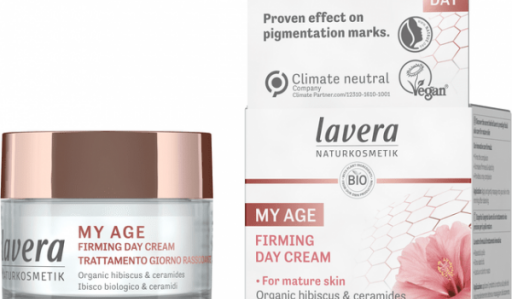 DAY
Proven effect on
pigmentation marks.
Climate neutral
Company
ClimatePartner.com/12310-1610-1001
Vegan
lavera
NATURKOSMETIK
BIO
MY AGE
FIRMING
DAY CREAM
• For mature skin
Organic hibiscus & ceramides
lavera
NATURKOSMETIK
MY AGE
FIRMING DAY CREAM
TRATTAMENTO GIORNO
Organic hibiscus & ceramides
Ibisco biologico & ceramidi